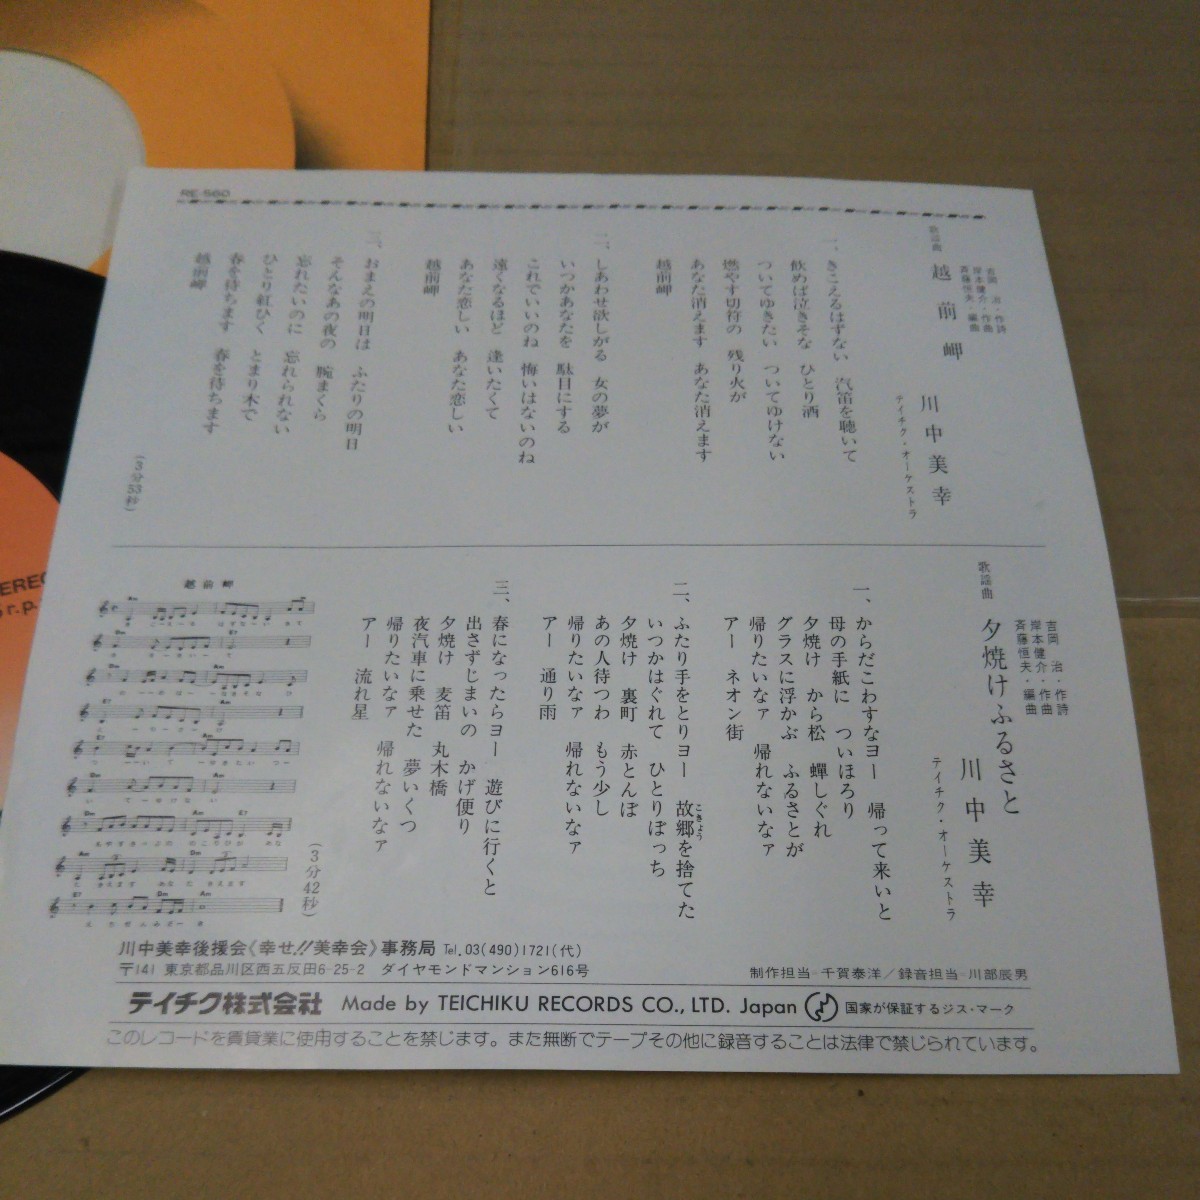 RE-560
歌謡曲
越前岬
吉岡 治・作詩
岸本健介・作曲
斉藤恒夫・編曲
川中美幸
テイチク・オーケストラ
一、きこえるはずない 汽笛を聴いて
飲めば泣きそな ひとり酒
ついてゆきたい ついてゆけない
燃やす切符の 残り火が
あなた消えます あなた消えます
越前岬
二、しあわせ欲しがる 女の夢が
いつかあなたを 駄目にする
これでいいのね 悔いはないのね
遠くなるほど 逢いたくて
あなた恋しい あなた恋しい
越前岬
三、おまえの明日は ふたりの明日
そんなあの夜の 腕まくら
忘れたいのに 忘れられない
ひとり紅ひく とまり木で
春を待ちます 春を待ちます
越前岬
(3分53秒)
歌謡曲
夕焼けふるさと
吉岡 治・作詩
岸本健介・作曲
斉藤恒夫・編曲
川中美幸
テイチク・オーケストラ
一、からだこわすなヨー 帰って来いと
母の手紙に ついほろり
夕焼け から松 蟬しぐれ
グラスに浮かぶ ふるさとが
帰りたいなァ 帰れないなァ
アー ネオン街
二、ふたり手をとりヨー 故郷を捨てた
こきょう
いつかはぐれて ひとりぼっち
夕焼け 裏町 赤とんぼ
あの人待つわ もう少し
帰りたいなァ 帰れないなァ
アー 通り雨
三、春になったらヨー 遊びに行くと
出さずじまいの かげ便り
夕焼け 麦笛 丸木橋
夜汽車に乗せた 夢いくつ
帰りたいなァ 帰れないなァ
アー 流れ星
(3分42秒)
越前岬
川中美幸後援会《幸せ!!美幸会》事務局 Tel.03(490)1721(代)
〒141 東京都品川区西五反田6-25-2 ダイヤモンドマンション616号
制作担当=千賀泰洋/録音担当=川部辰男
テイチク株式会社 Made by TEICHIKU RECORDS CO., LTD. Japan 国家が保証するジス・マーク
このレコードを賃貸業に使用することを禁じます。また無断でテープその他に録音することは法律で禁じられています。